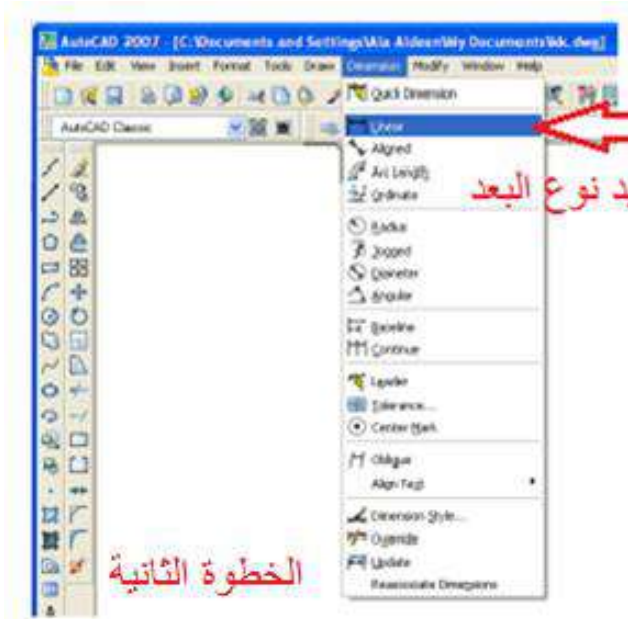 AutoCAD 2007 - [C:\Documents and Settings\Ala Aldeen\My Documents\kk.dwg]
File Edit View Insert Format Tools Draw Dimension Modify Window Help
AutoCAD Classic
Quick Dimension
Linear
Aligned
Arc Length
Ordinate
Radius
Jogged
Diameter
Angular
Baseline
Continue
Leader
Tolerance...
Center Mark
Oblique
Align Text
Dimension Style...
Override
Update
Reassociate Dimensions
نوع البعد
الخطوة الثانية